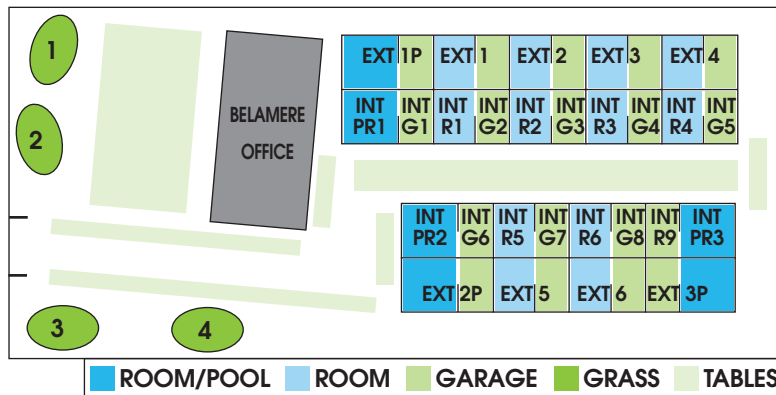 1
2
BELAMERE
OFFICE
EXT 1P EXT 1 EXT 2 EXT 3 EXT 4
INT INT INT INT INT INT INT INT INT INT
PR1 G1 R1 G2 R2 G3 R3 G4 R4 G5
INT INT INT INT INT INT INT INT
PR2 G6 R5 G7 R6 G8 R9 PR3
EXT 2P EXT 5 EXT 6 EXT 3P
3
4
ROOM/POOL ROOM GARAGE GRASS TABLES